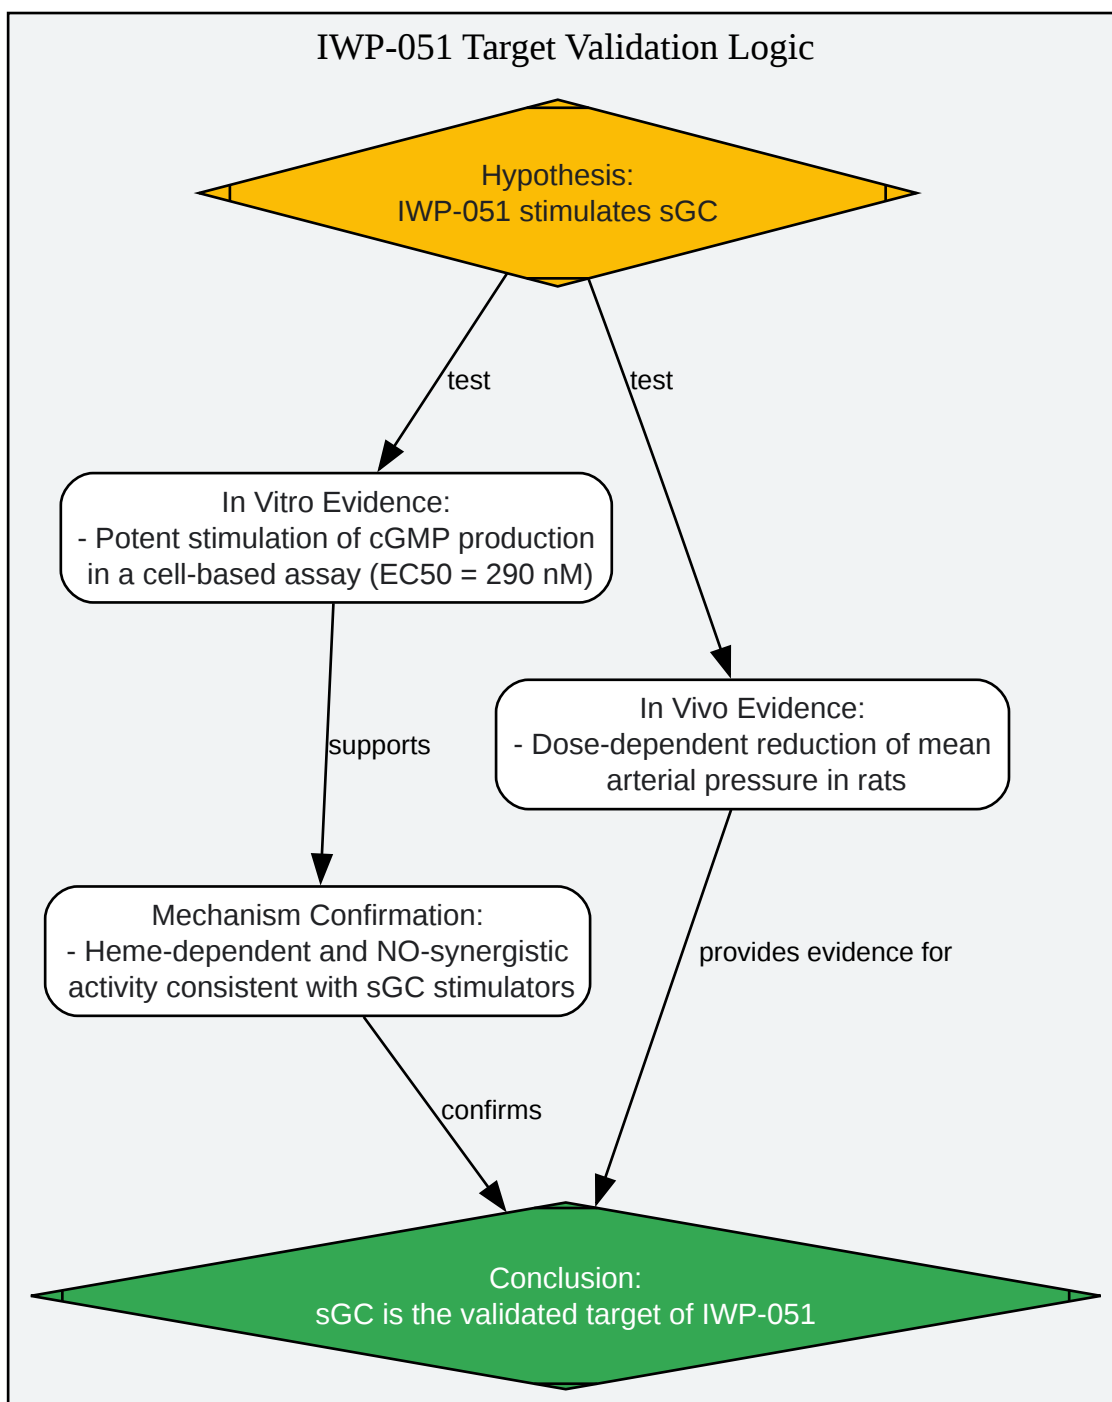 IWP-051 Target Validation Logic
Hypothesis:
IWP-051 stimulates sGC
test
test
In Vitro Evidence:
- Potent stimulation of cGMP production
in a cell-based assay (EC50 = 290 nM)
In Vivo Evidence:
- Dose-dependent reduction of mean
arterial pressure in rats
supports
Mechanism Confirmation:
- Heme-dependent and NO-synergistic
activity consistent with sGC stimulators
provides evidence for
confirms
Conclusion:
sGC is the validated target of IWP-051